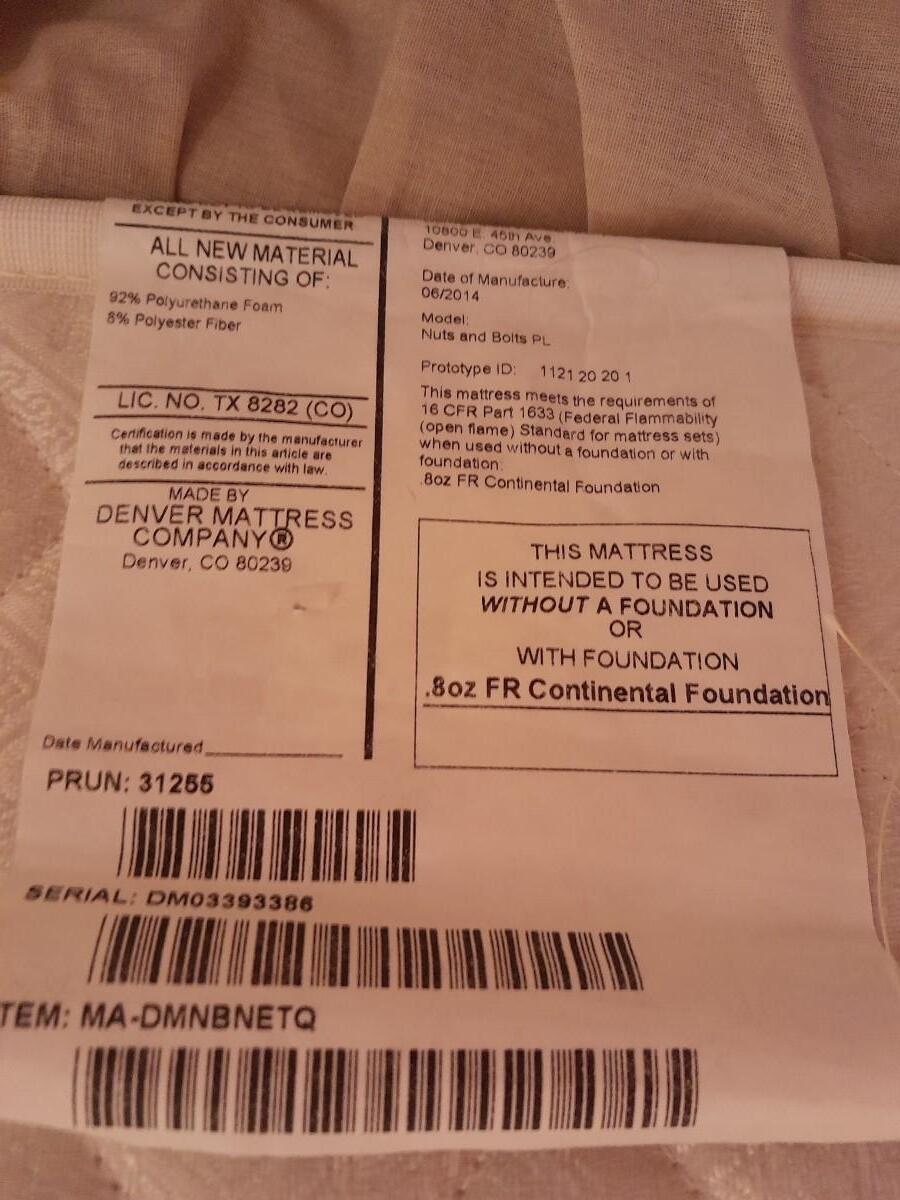 EXCEPT BY THE CONSUMER
ALL NEW MATERIAL
CONSISTING OF:
92% Polyurethane Foam
8% Polyester Fiber
LIC. NO. TX 8282 (CO)
Certification is made by the manufacturer
that the materials in this article are
described in accordance with law.
MADE BY
DENVER MATTRESS
COMPANY®
Denver, CO 80239
Date Manufactured
10800 E. 45th Ave.
Denver, CO 80239
Date of Manufacture:
06/2014
Model:
Nuts and Bolts PL
Prototype ID: 1121 20 20 1
This mattress meets the requirements of
16 CFR Part 1633 (Federal Flammability
(open flame) Standard for mattress sets)
when used without a foundation or with
foundation:
.8oz FR Continental Foundation
THIS MATTRESS
IS INTENDED TO BE USED
WITHOUT A FOUNDATION
OR
WITH FOUNDATION
.8oz FR Continental Foundation
PRUN: 31255
SERIAL: DM03393386
TEM: MA-DMNBNETQ